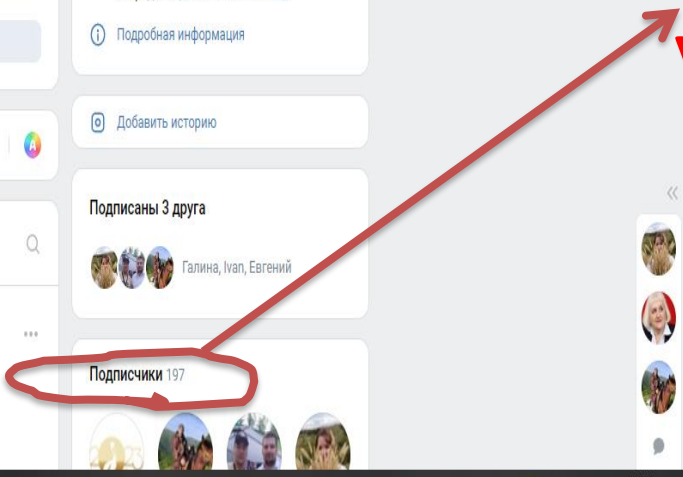 Подробная информация
Добавить историю
Подписаны 3 друга
Галина, Ivan, Евгений
Подписчики 197